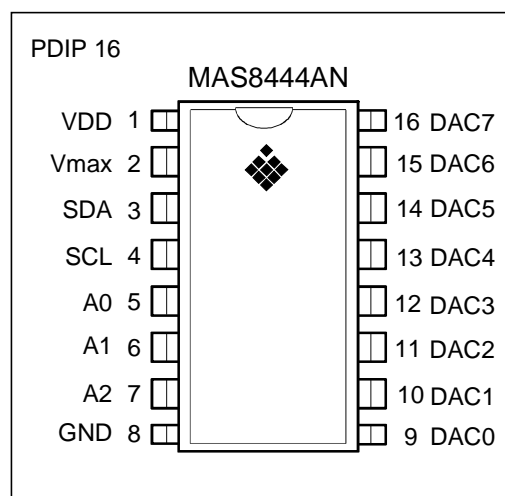 PDIP 16
MAS8444AN
VDD 1 16 DAC7
Vmax 2 15 DAC6
SDA 3 14 DAC5
SCL 4 13 DAC4
A0 5 12 DAC3
A1 6 11 DAC2
A2 7 10 DAC1
GND 8 9 DAC0